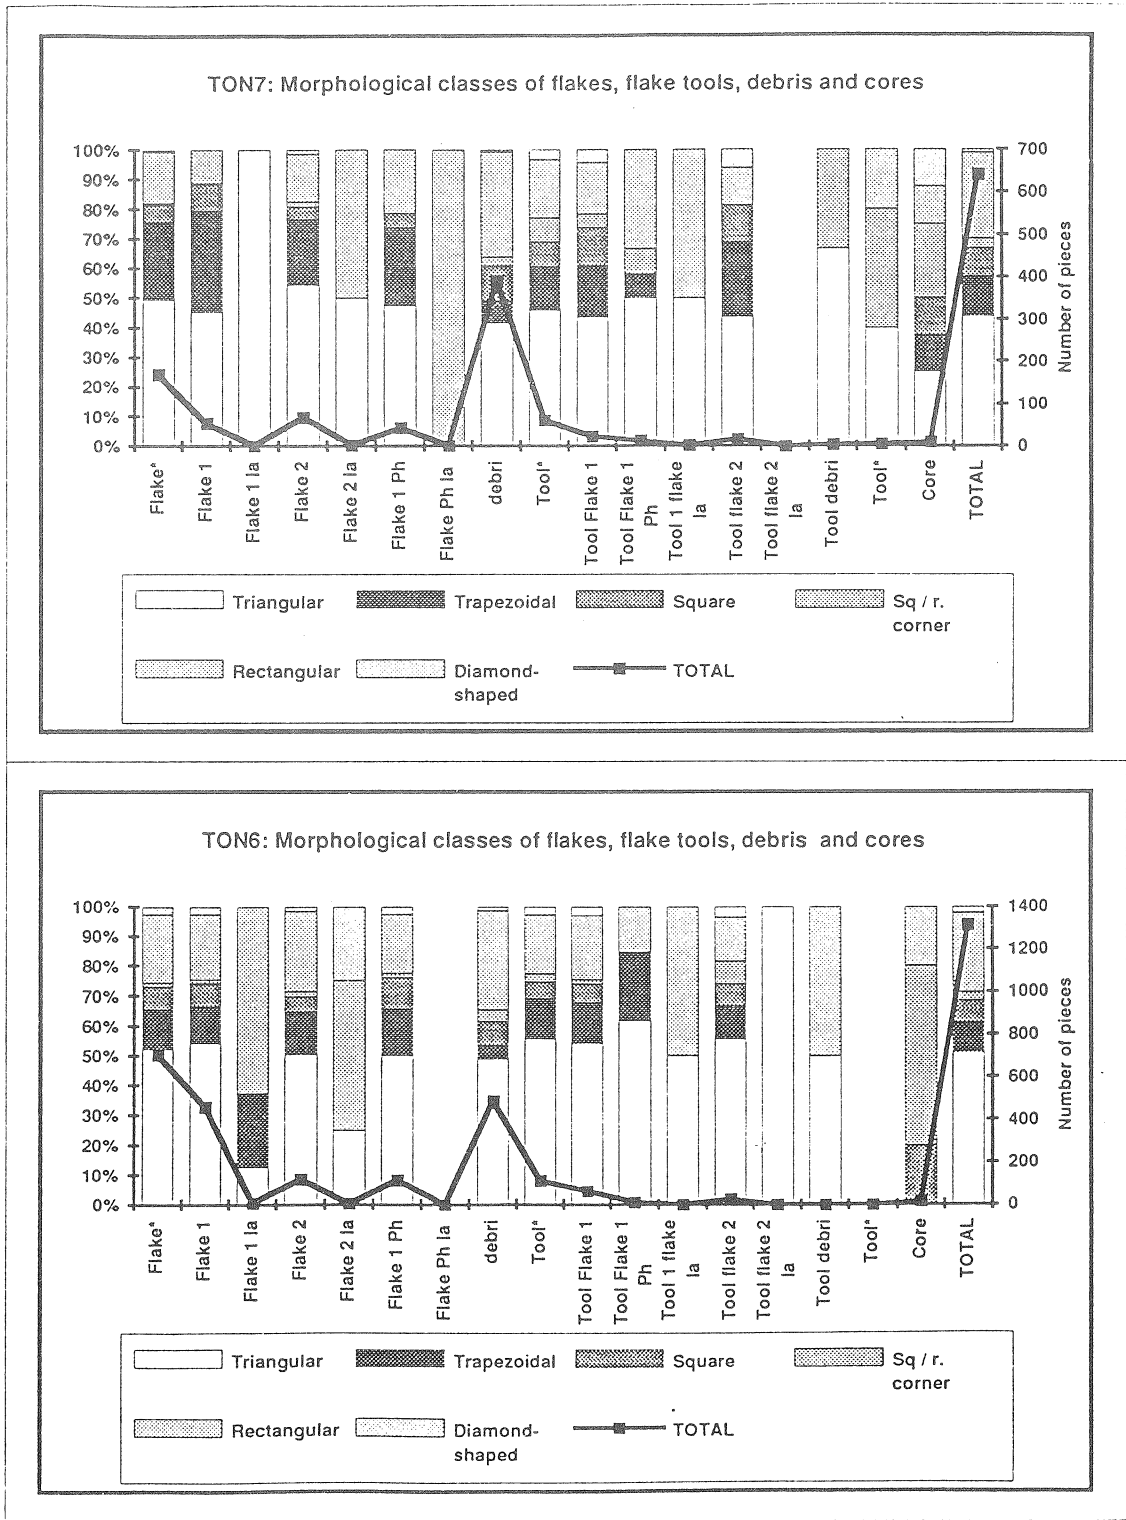 TON7: Morphological classes of flakes, flake tools, debris and cores
100%
90%
80%
70%
60%
50%
40%
30%
20%
10%
0%
700
600
500
400
300
200
100
0
Number of pieces
Flake*
Flake 1
Flake 1 la
Flake 2
Flake 2 la
Flake 1 Ph
Flake Ph la
debri
Tool*
Tool Flake 1
Tool Flake 1
Ph
Tool 1 flake
la
Tool flake 2
Tool flake 2
la
Tool debri
Tool*
Core
TOTAL
Triangular
Trapezoidal
Square
Sq / r.
corner
Rectangular
Diamond-
shaped
TOTAL
TON6: Morphological classes of flakes, flake tools, debris and cores
100%
90%
80%
70%
60%
50%
40%
30%
20%
10%
0%
1400
1200
1000
800
600
400
200
0
Number of pieces
Flake*
Flake 1
Flake 1 la
Flake 2
Flake 2 la
Flake 1 Ph
Flake Ph la
debri
Tool*
Tool Flake 1
Tool Flake 1
Ph
Tool 1 flake
la
Tool flake 2
Tool flake 2
la
Tool debri
Tool*
Core
TOTAL
Triangular
Trapezoidal
Square
Sq / r.
corner
Rectangular
Diamond-
shaped
TOTAL